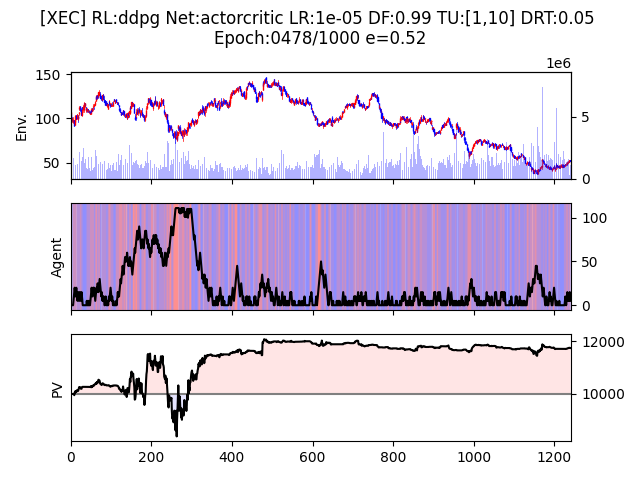 [XEC] RL:ddpg Net:actorcritic LR:1e-05 DF:0.99 TU:[1,10] DRT:0.05
Epoch:0478/1000 e=0.52
1e6
150
100
50
Env.
5
0
Agent
100
50
0
PV
12000
10000
0
200
400
600
800
1000
1200